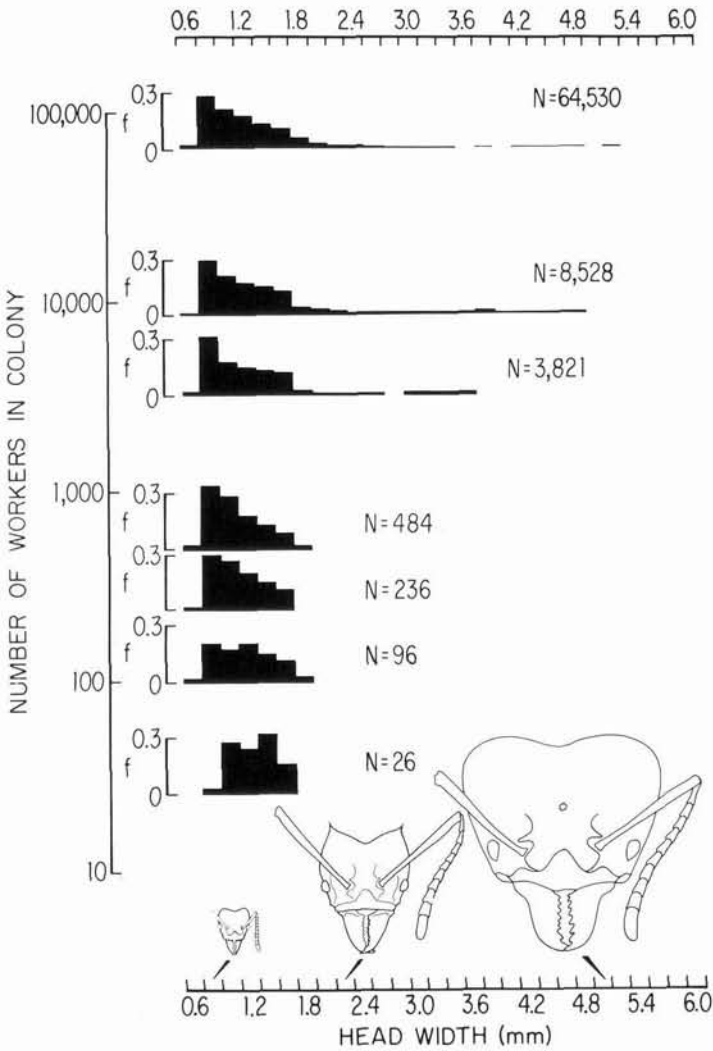 0.6 1.2 1.8 2.4 3.0 3.6 4.2 4.8 5.4 6.0
100,000
0.3
f
0
N=64,530
10,000
0.3
f
0
N=8,528
0.3
f
0
N=3,821
1,000
0.3
f
0
N=484
0.3
f
0
N=236
100
0.3
f
0
N=96
0.3
f
0
N=26
10
NUMBER OF WORKERS IN COLONY
0.6 1.2 1.8 2.4 3.0 3.6 4.2 4.8 5.4 6.0
HEAD WIDTH (mm)